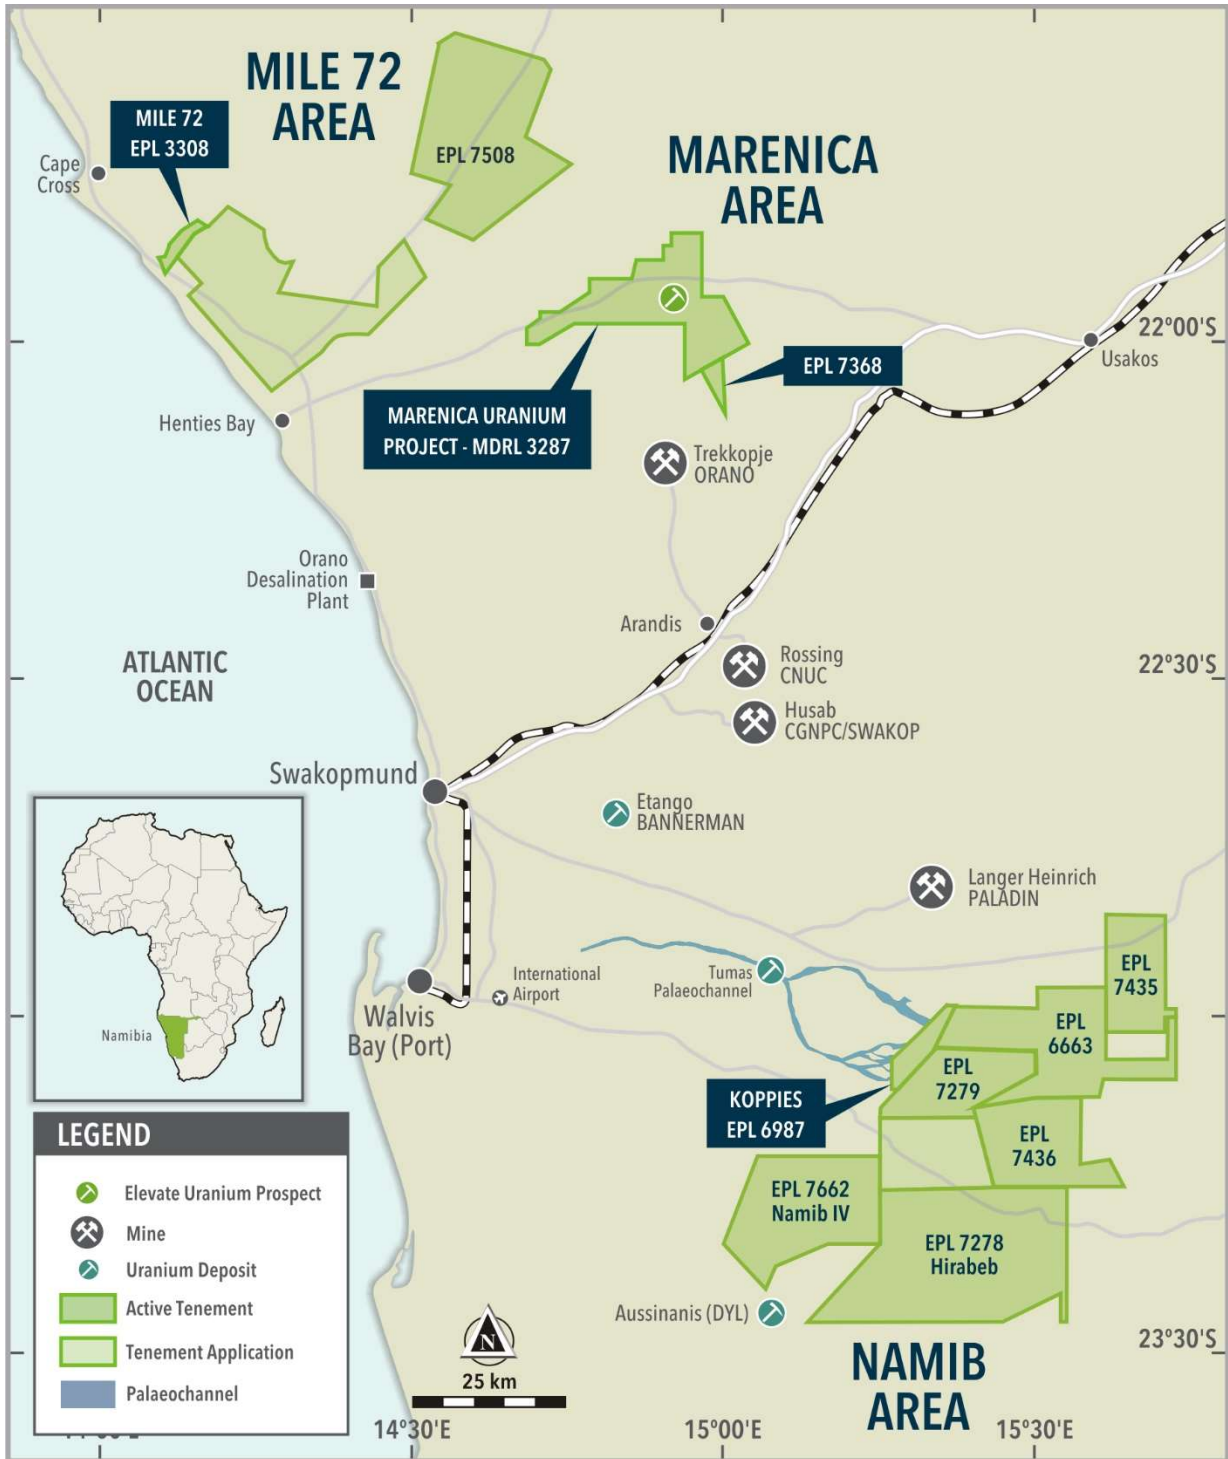 MILE 72
AREA
MILE 72
EPL 3308
EPL 7508
Cape
Cross
MARENICA
AREA
22°00'S
Usakos
EPL 7368
Henties Bay
MARENICA URANIUM
PROJECT - MDRL 3287
Trekkopje
ORANO
Orano
Desalination
Plant
Arandis
ATLANTIC
OCEAN
Rossing
CNUC
22°30'S
Husab
CGNPC/SWAKOP
Swakopmund
Etango
BANNERMAN
Langer Heinrich
PALADIN
International
Airport
Tumas
Palaeochannel
EPL
7435
Walvis
Bay (Port)
EPL
6663
Namibia
EPL
7279
KOPPIES
EPL 6987
EPL
7436
EPL 7662
Namib IV
EPL 7278
Hirabeb
Aussinanis (DYL)
23°30'S
NAMIB
AREA
LEGEND
Elevate Uranium Prospect
Mine
Uranium Deposit
Active Tenement
Tenement Application
Palaeochannel
N
25 km
14°30'E
15°00'E
15°30'E